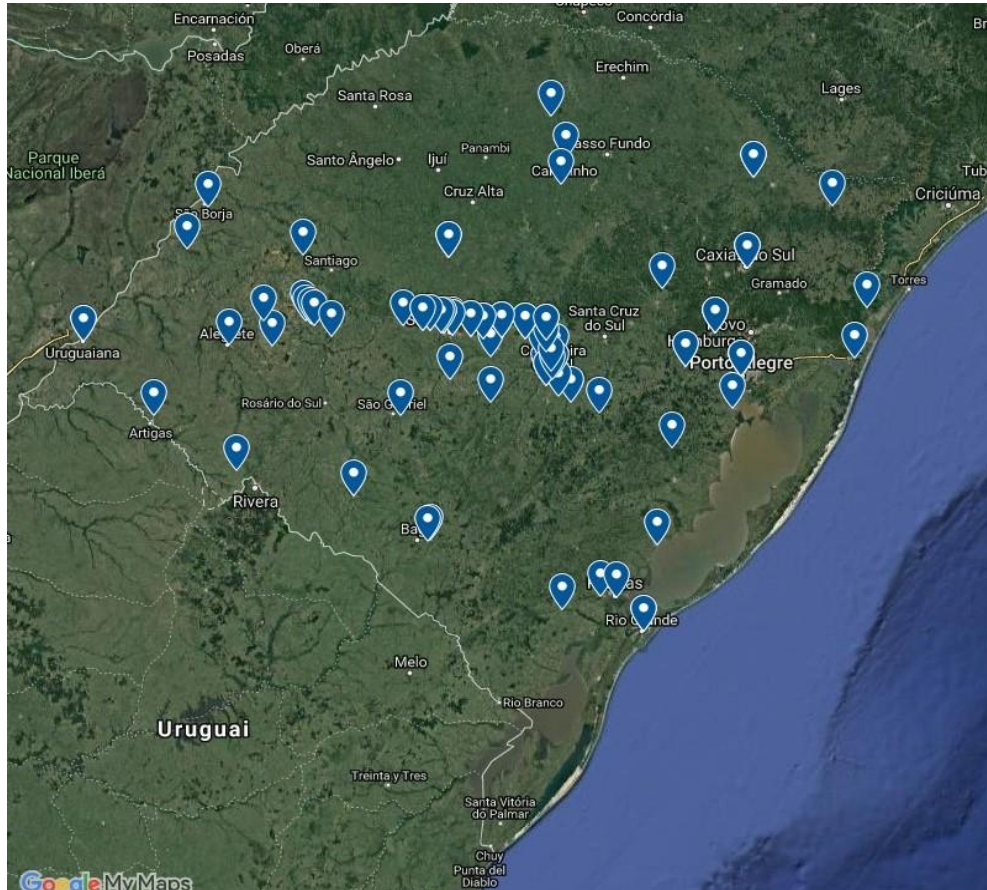 Concórdia
Encarnación
Posadas
Oberá
Erechim
Santa Rosa
Lages
Parque
Nacional Iberá
Santo Ângelo
Ijuí
Panambi
asso Fundo
Cruz Alta
Criciúma
São Borja
Santiago
Caxias do Sul
Gramado
Torres
Santa Cruz
do Sul
Novo
Hamburgo
Uruguaiana
Porto Alegre
Rosário do Sul
São Gabriel
Artigas
Rivera
Rio Grande
Melo
Rio Branco
Uruguai
Treinta y Tres
Santa Vitória
do Palmar
Chuy
Punta del
Diablo
Google My Maps